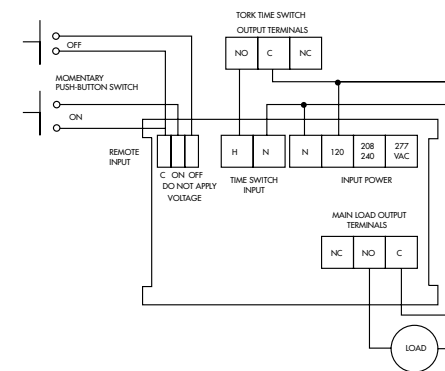 TORK TIME SWITCH
OUTPUT TERMINALS
NO C NC
OFF
MOMENTARY
PUSH-BUTTON SWITCH
ON
REMOTE
INPUT
C ON OFF
DO NOT APPLY
VOLTAGE
H N
TIME SWITCH
INPUT
N 120 208
240 277
VAC
INPUT POWER
MAIN LOAD OUTPUT
TERMINALS
NC NO C
LOAD